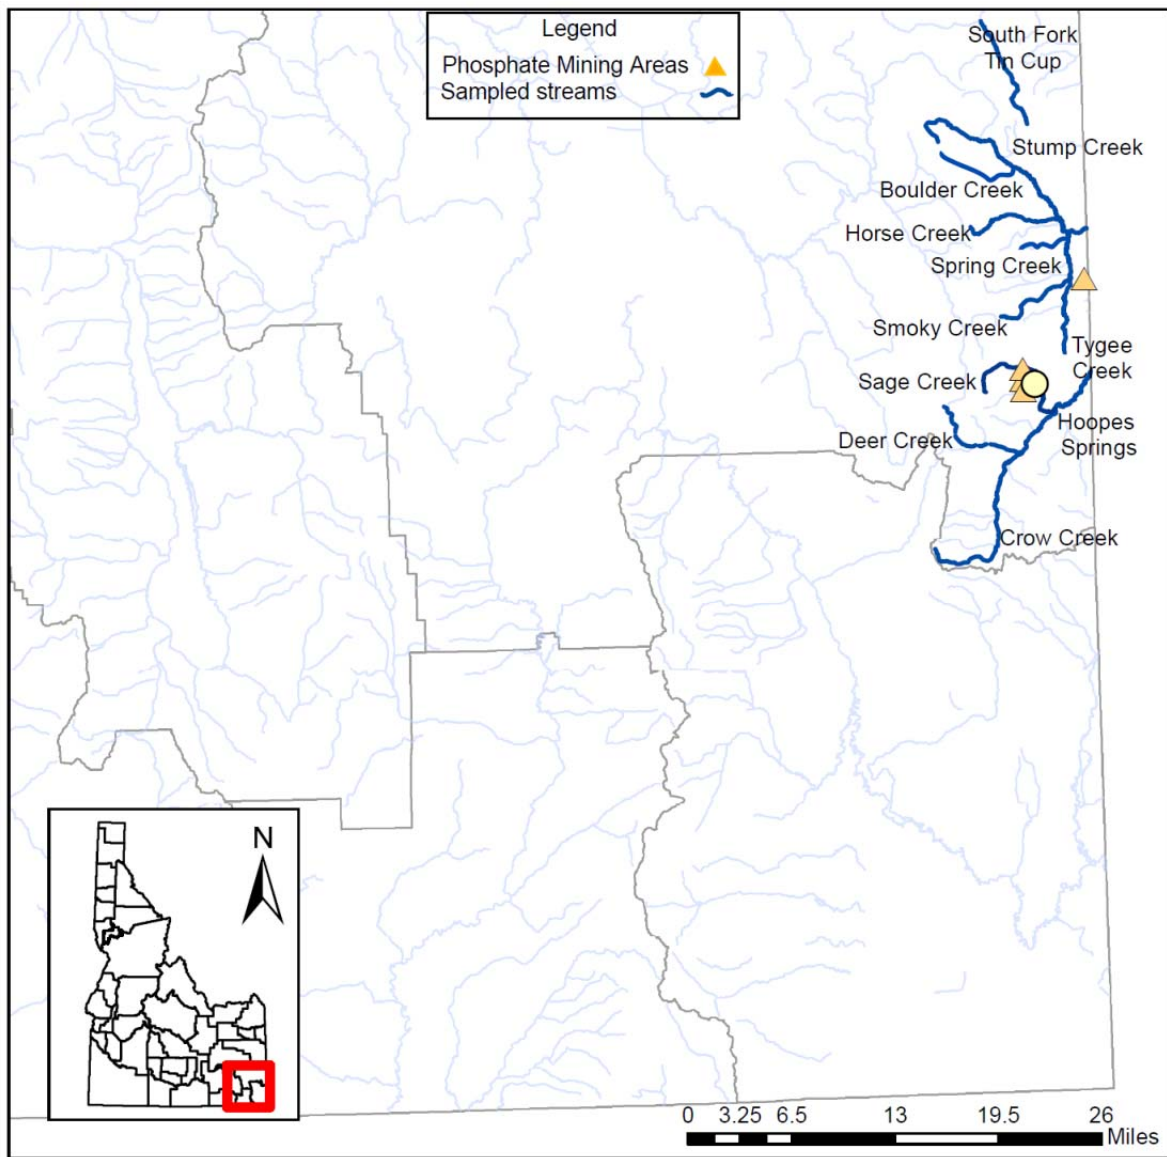 Legend
Phosphate Mining Areas
Sampled streams
South Fork
Tin Cup
Stump Creek
Boulder Creek
Horse Creek
Spring Creek
Smoky Creek
Tygee
Creek
Sage Creek
Hoopes
Springs
Deer Creek
Crow Creek
N
0 3.25 6.5 13 19.5 26
Miles